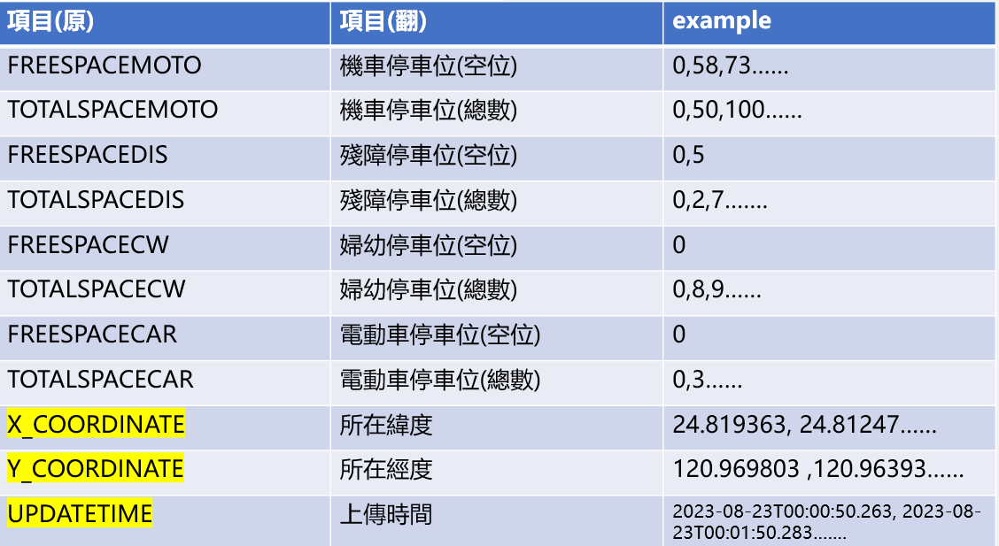 項目(原) 項目(翻) example
FREESPACEMOTO 機車停車位(空位) 0,58,73……
TOTALSPACEMOTO 機車停車位(總數) 0,50,100……
FREESPACEDIS 殘障停車位(空位) 0,5
TOTALSPACEDIS 殘障停車位(總數) 0,2,7…….
FREESPACECW 婦幼停車位(空位) 0
TOTALSPACECW 婦幼停車位(總數) 0,8,9……
FREESPACECAR 電動車停車位(空位) 0
TOTALSPACECAR 電動車停車位(總數) 0,3……
X_COORDINATE 所在緯度 24.819363, 24.81247……
Y_COORDINATE 所在經度 120.969803 ,120.96393……
UPDATETIME 上傳時間 2023-08-23T00:00:50.263, 2023-08-
23T00:01:50.283…….